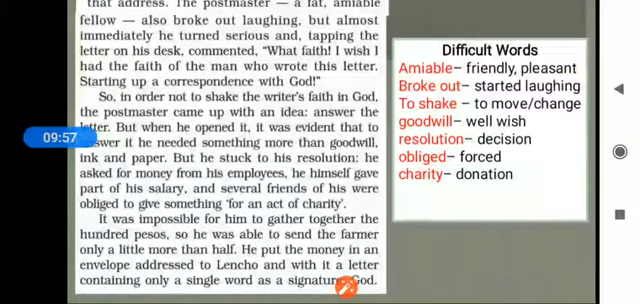 that address. The postmaster — a fat, amiable
fellow — also broke out laughing, but almost
immediately he turned serious and, tapping the
letter on his desk, commented, “What faith! I wish I
had the faith of the man who wrote this letter.
Starting up a correspondence with God!”
So, in order not to shake the writer’s faith in God,
the postmaster came up with an idea: answer the
letter. But when he opened it, it was evident that to
answer it he needed something more than goodwill,
ink and paper. But he stuck to his resolution: he
asked for money from his employees, he himself gave
part of his salary, and several friends of his were
obliged to give something ‘for an act of charity’.
It was impossible for him to gather together the
hundred pesos, so he was able to send the farmer
only a little more than half. He put the money in an
envelope addressed to Lencho and with it a letter
containing only a single word as a signature: God.
09:57
Difficult Words
Amiable– friendly, pleasant
Broke out– started laughing
To shake – to move/change
goodwill– well wish
resolution– decision
obliged– forced
charity– donation